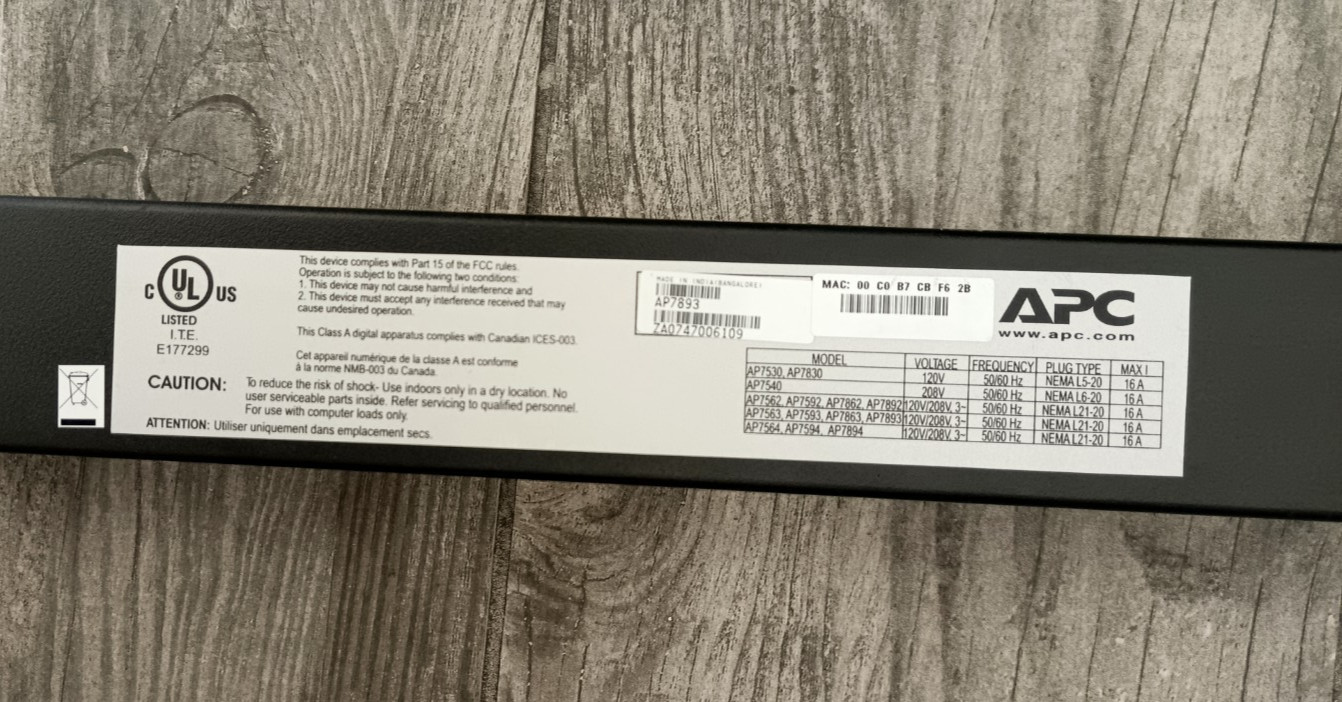 C UL US
LISTED
I.T.E.
E177299
This device complies with Part 15 of the FCC rules.
Operation is subject to the following two conditions:
1. This device may not cause harmful interference and
2. This device must accept any interference received that may
cause undesired operation.
This Class A digital apparatus complies with Canadian ICES-003.
Cet appareil numérique de la classe A est conforme
à la norme NMB-003 du Canada.
CAUTION: To reduce the risk of shock- Use indoors only in a dry location. No
user serviceable parts inside. Refer servicing to qualified personnel.
For use with computer loads only.
ATTENTION: Utiliser uniquement dans emplacement secs.
MADE IN INDIA(BANGALORE)
AP7893
ZA0747006109
MAC: 00 C0 B7 CB F6 2B
APC
www.apc.com
MODEL VOLTAGE FREQUENCY PLUG TYPE MAX I
AP7530, AP7830 120V 50/60 Hz NEMA L5-20 16 A
AP7540 208V 50/60 Hz NEMA L6-20 16 A
AP7562, AP7592, AP7862, AP7892 120V/208V, 3~ 50/60 Hz NEMA L21-20 16 A
AP7563, AP7593, AP7863, AP7893 120V/208V, 3~ 50/60 Hz NEMA L21-20 16 A
AP7564, AP7594, AP7894 120V/208V, 3~ 50/60 Hz NEMA L21-20 16 A